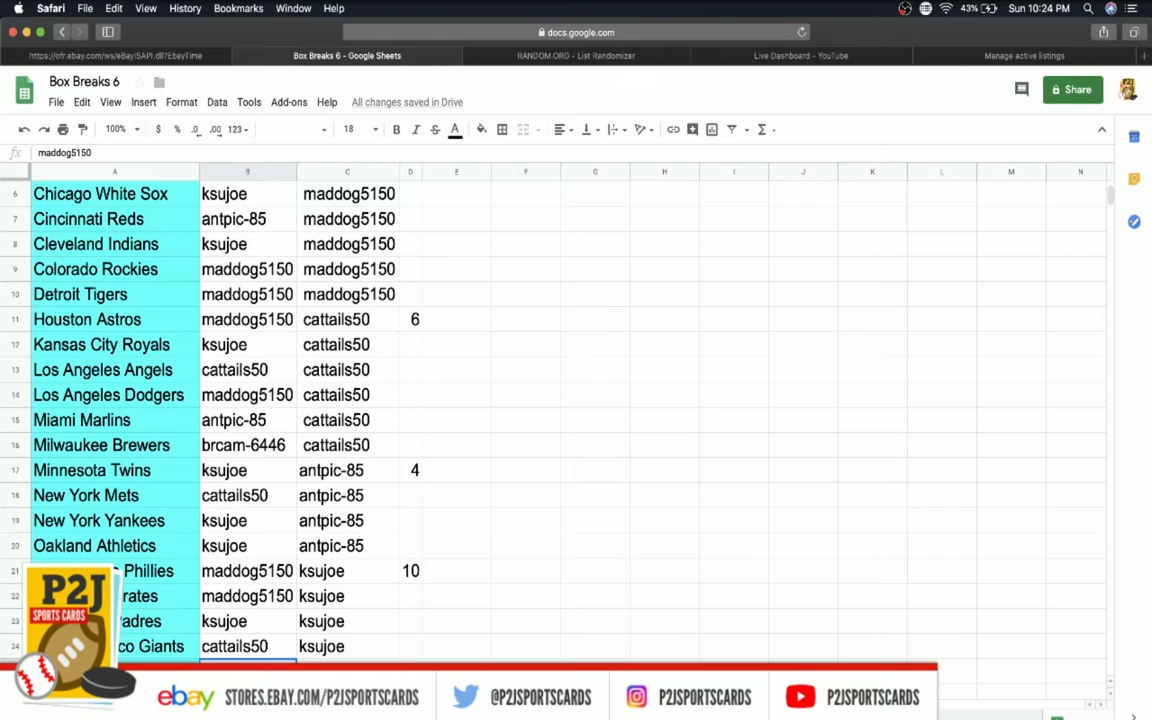 Safari File Edit View History Bookmarks Window Help 43% Sun 10:24 PM
docs.google.com
https://ofr.ebay.com/ws/eBayISAPI.dll?EbayTime Box Breaks 6 - Google Sheets RANDOM.ORG - List Randomizer Live Dashboard - YouTube Manage active listings
Box Breaks 6
File Edit View Insert Format Data Tools Add-ons Help All changes saved in Drive Share
100% $ % .0 .00 123 18 B I S A
fx maddog5150
A B C D E F G H I J K L M N
6 Chicago White Sox ksujoe maddog5150
7 Cincinnati Reds antpic-85 maddog5150
8 Cleveland Indians ksujoe maddog5150
9 Colorado Rockies maddog5150 maddog5150
10 Detroit Tigers maddog5150 maddog5150
11 Houston Astros maddog5150 cattails50 6
12 Kansas City Royals ksujoe cattails50
13 Los Angeles Angels cattails50 cattails50
14 Los Angeles Dodgers maddog5150 cattails50
15 Miami Marlins antpic-85 cattails50
16 Milwaukee Brewers brcam-6446 cattails50
17 Minnesota Twins ksujoe antpic-85 4
18 New York Mets cattails50 antpic-85
19 New York Yankees ksujoe antpic-85
20 Oakland Athletics ksujoe antpic-85
21 Phillies maddog5150 ksujoe 10
22 rates maddog5150 ksujoe
23 adres ksujoe ksujoe
24 co Giants cattails50 ksujoe
P2J
SPORTS CARDS
ebay STORES.EBAY.COM/P2JSPORTSCARDS @P2JSPORTSCARDS P2JSPORTSCARDS P2JSPORTSCARDS